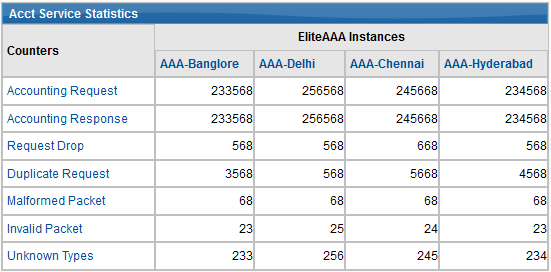 Acct Service Statistics
Counters EliteAAA Instances
AAA-Banglore AAA-Delhi AAA-Chennai AAA-Hyderabad
Accounting Request 233568 256568 245668 234568
Accounting Response 233568 256568 245668 234568
Request Drop 568 568 668 568
Duplicate Request 3568 568 5668 4568
Malformed Packet 68 68 68 68
Invalid Packet 23 25 24 23
Unknown Types 233 256 245 234